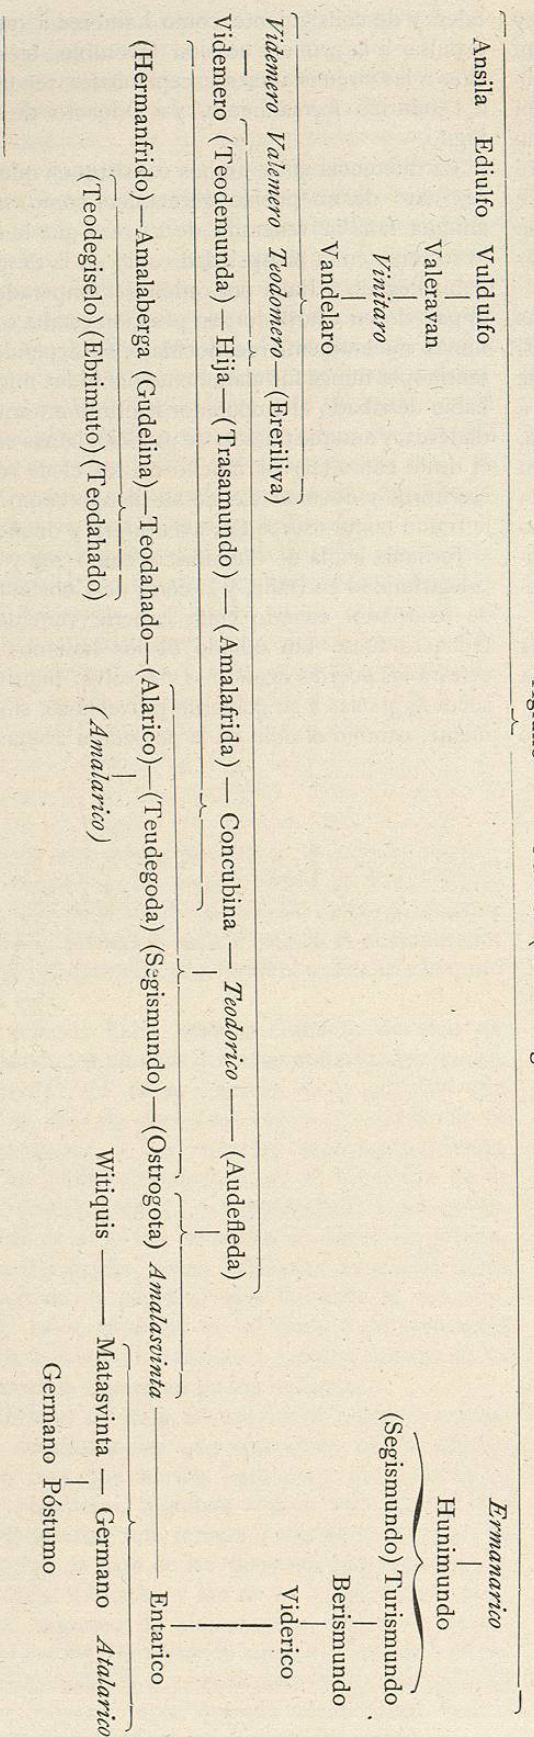 Ansila Ediulfo Vuldulfo Ermanarico
Valeravan Hunimundo
Vinitaro (Segismundo) Turismundo
Vandelaro Berismundo
Videmero Valemero Teodomero—(Ereriliva) Viderico
Videmero (Teodemunda) — Hija—(Trasamundo) — (Amalafrida) — Concubina — Teodorico — (Audefleda)
(Hermanfrido)—Amalaberga (Gudelina)—Teodahado—(Alarico)—(Teudegoda) (Segismundo)—(Ostrogota) Amalasvinta — Entarico
(Teodegiselo) (Ebrimuto) (Teodahado) (Amalarico) Witiquis — Matasvinta — Germano Atalarico
Germano Póstumo